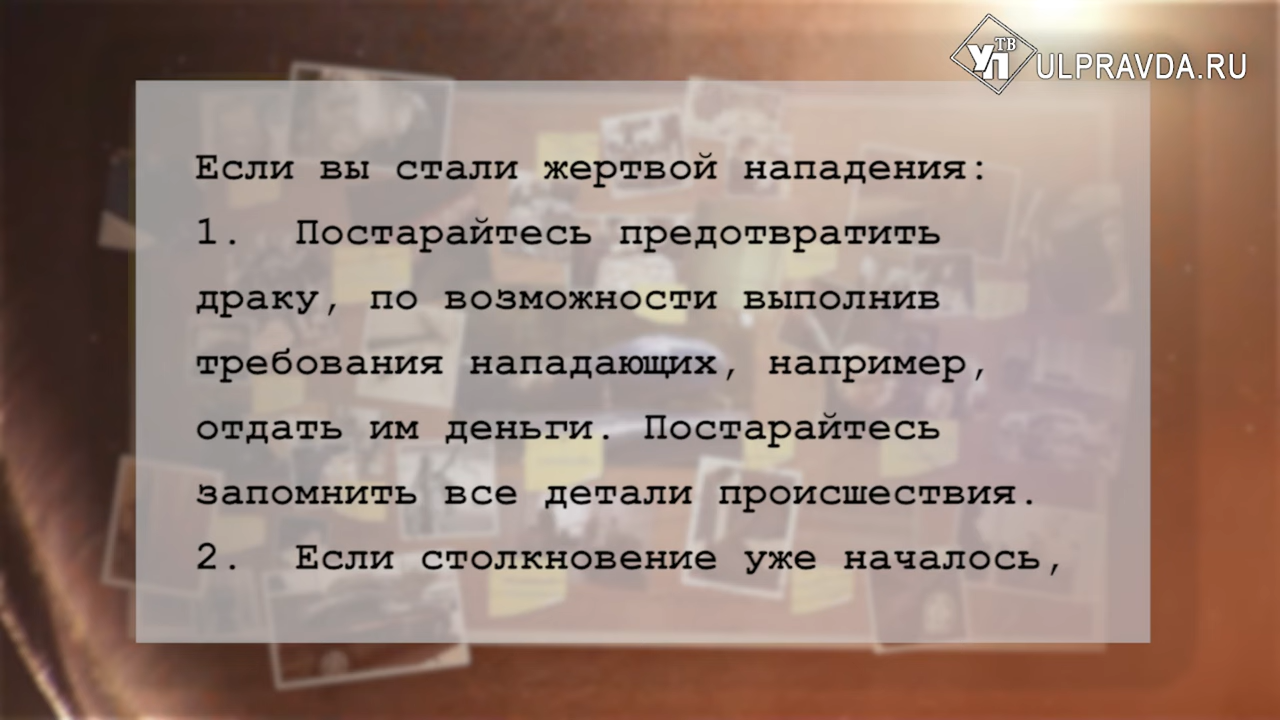 УП ТВ ULPRAVDA.RU
Если вы стали жертвой нападения:
1. Постарайтесь предотвратить
драку, по возможности выполнив
требования нападающих, например,
отдать им деньги. Постарайтесь
запомнить все детали происшествия.
2. Если столкновение уже началось,